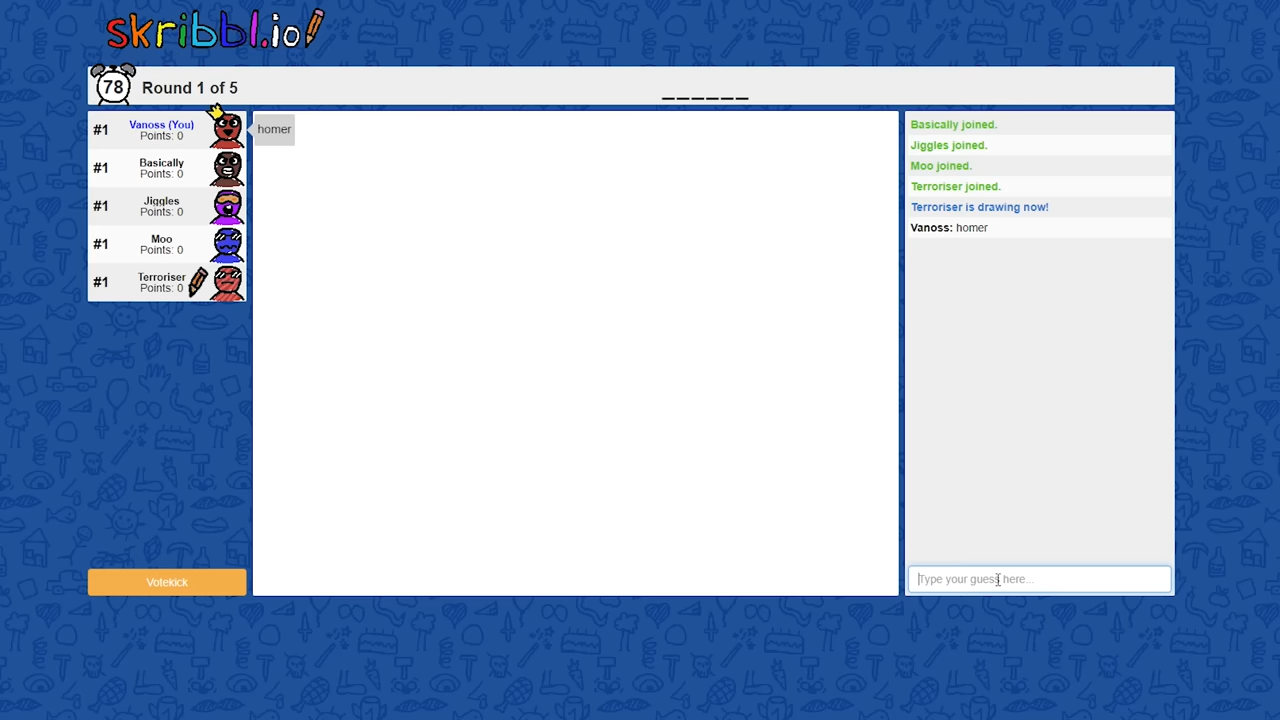 skribbl.io
78
Round 1 of 5
______
#1
Vanoss (You)
Points: 0
homer
#1
Basically
Points: 0
#1
Jiggles
Points: 0
#1
Moo
Points: 0
#1
Terroriser
Points: 0
Votekick
Basically joined.
Jiggles joined.
Moo joined.
Terroriser joined.
Terroriser is drawing now!
Vanoss: homer
Type your guess here...